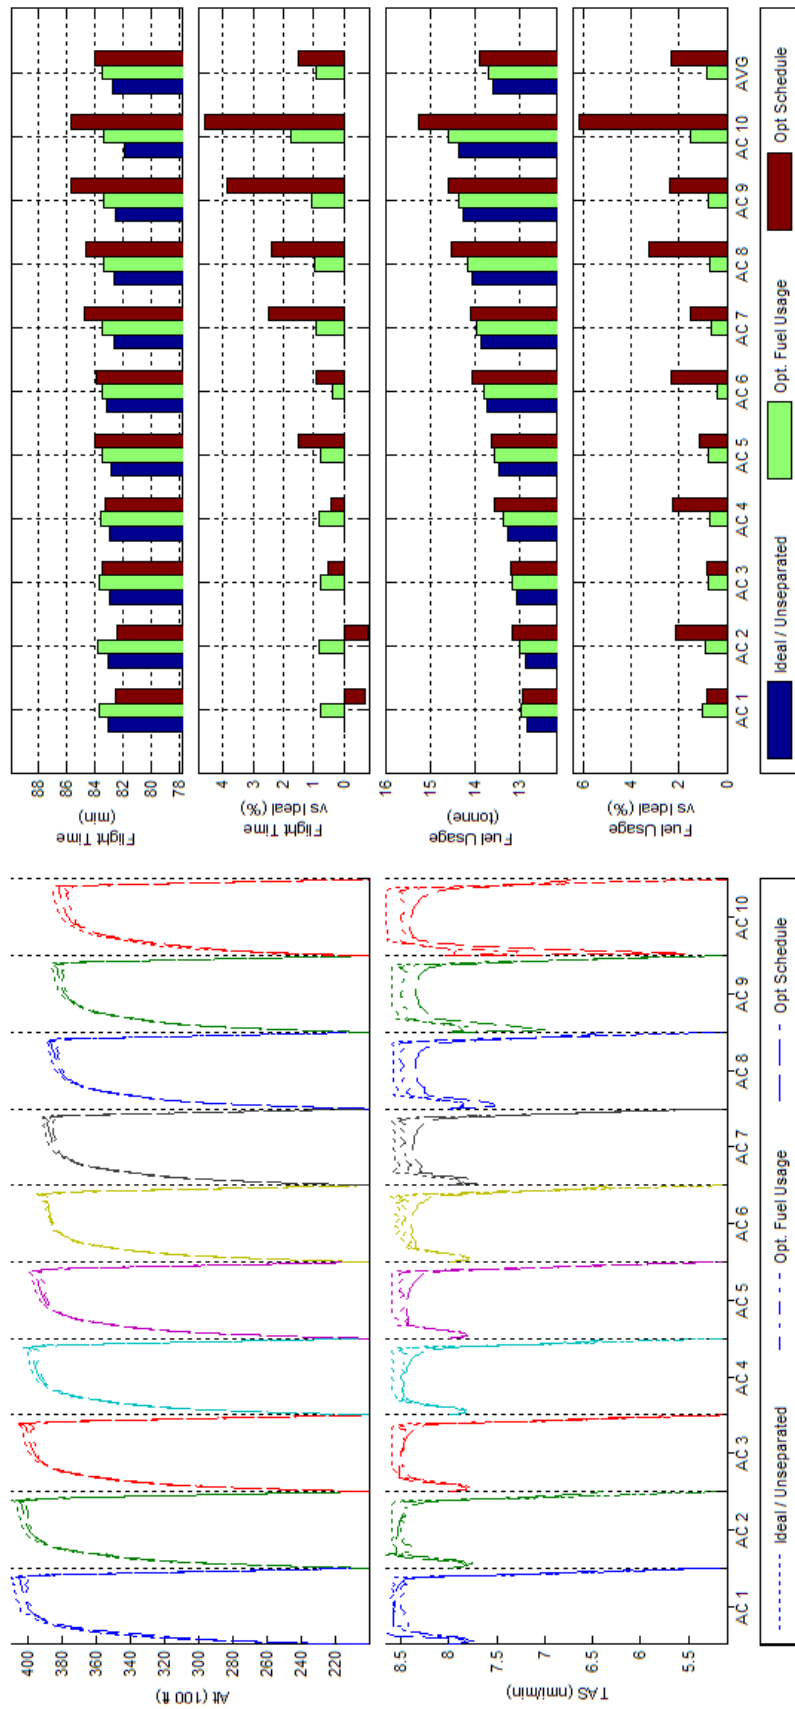 400
380
360
340
320
300
280
260
240
220
Alt (100 ft)
8.5
8
7.5
7
6.5
6
5.5
TAS (nmi/min)
AC 1 AC 2 AC 3 AC 4 AC 5 AC 6 AC 7 AC 8 AC 9 AC 10
Ideal / Unseparated Opt. Fuel Usage Opt Schedule
88
86
84
82
80
78
Flight Time
(min)
4
3
2
1
0
Flight Time
vs Ideal (%)
16
15
14
13
Fuel Usage
(tonne)
6
4
2
0
Fuel Usage
vs Ideal (%)
AC 1 AC 2 AC 3 AC 4 AC 5 AC 6 AC 7 AC 8 AC 9 AC 10 AVG
Ideal / Unseparated Opt. Fuel Usage Opt Schedule